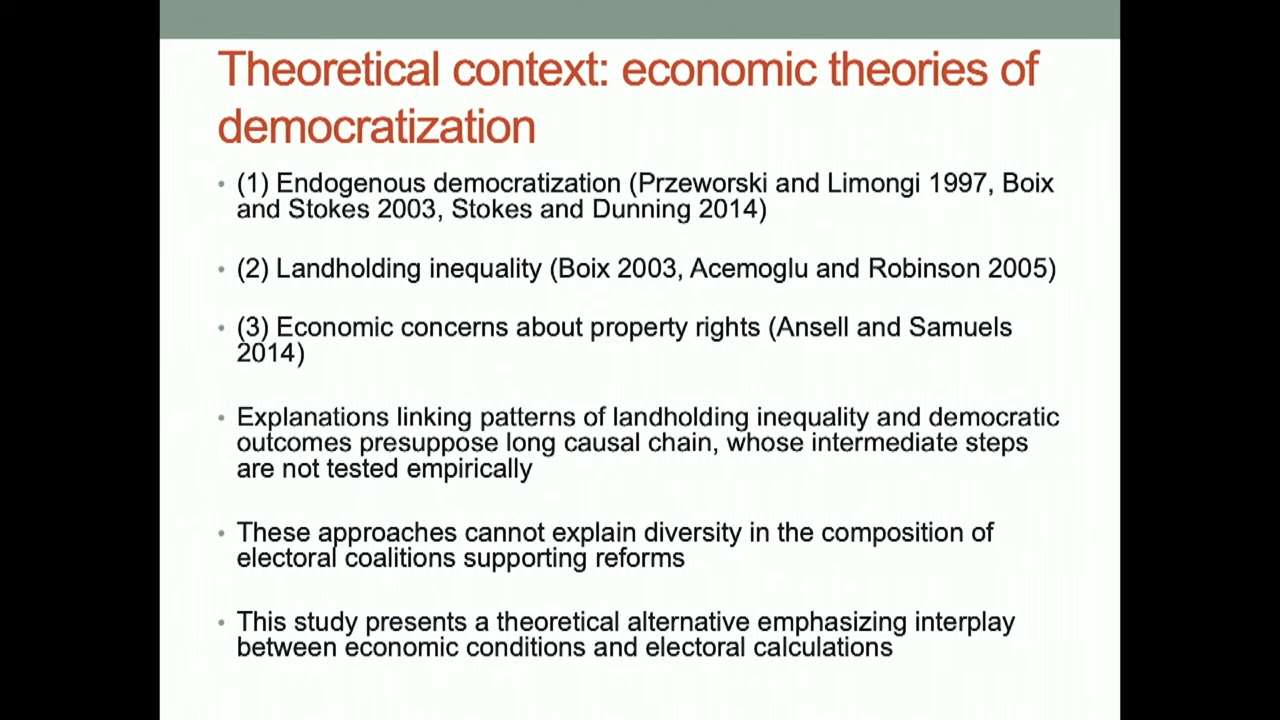 Theoretical context: economic theories of
democratization
• (1) Endogenous democratization (Przeworski and Limongi 1997, Boix
and Stokes 2003, Stokes and Dunning 2014)
• (2) Landholding inequality (Boix 2003, Acemoglu and Robinson 2005)
• (3) Economic concerns about property rights (Ansell and Samuels
2014)
• Explanations linking patterns of landholding inequality and democratic
outcomes presuppose long causal chain, whose intermediate steps
are not tested empirically
• These approaches cannot explain diversity in the composition of
electoral coalitions supporting reforms
• This study presents a theoretical alternative emphasizing interplay
between economic conditions and electoral calculations